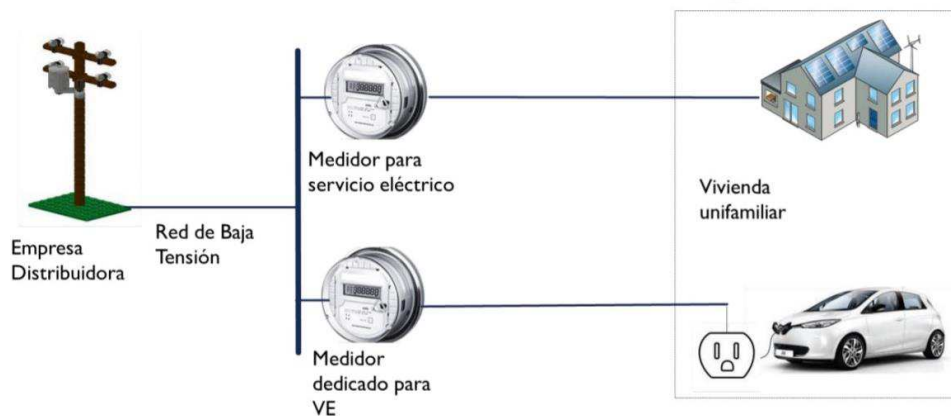 Medidor para
servicio eléctrico
Vivienda
unifamiliar
Red de Baja
Tensión
Empresa
Distribuidora
Medidor
dedicado para
VE